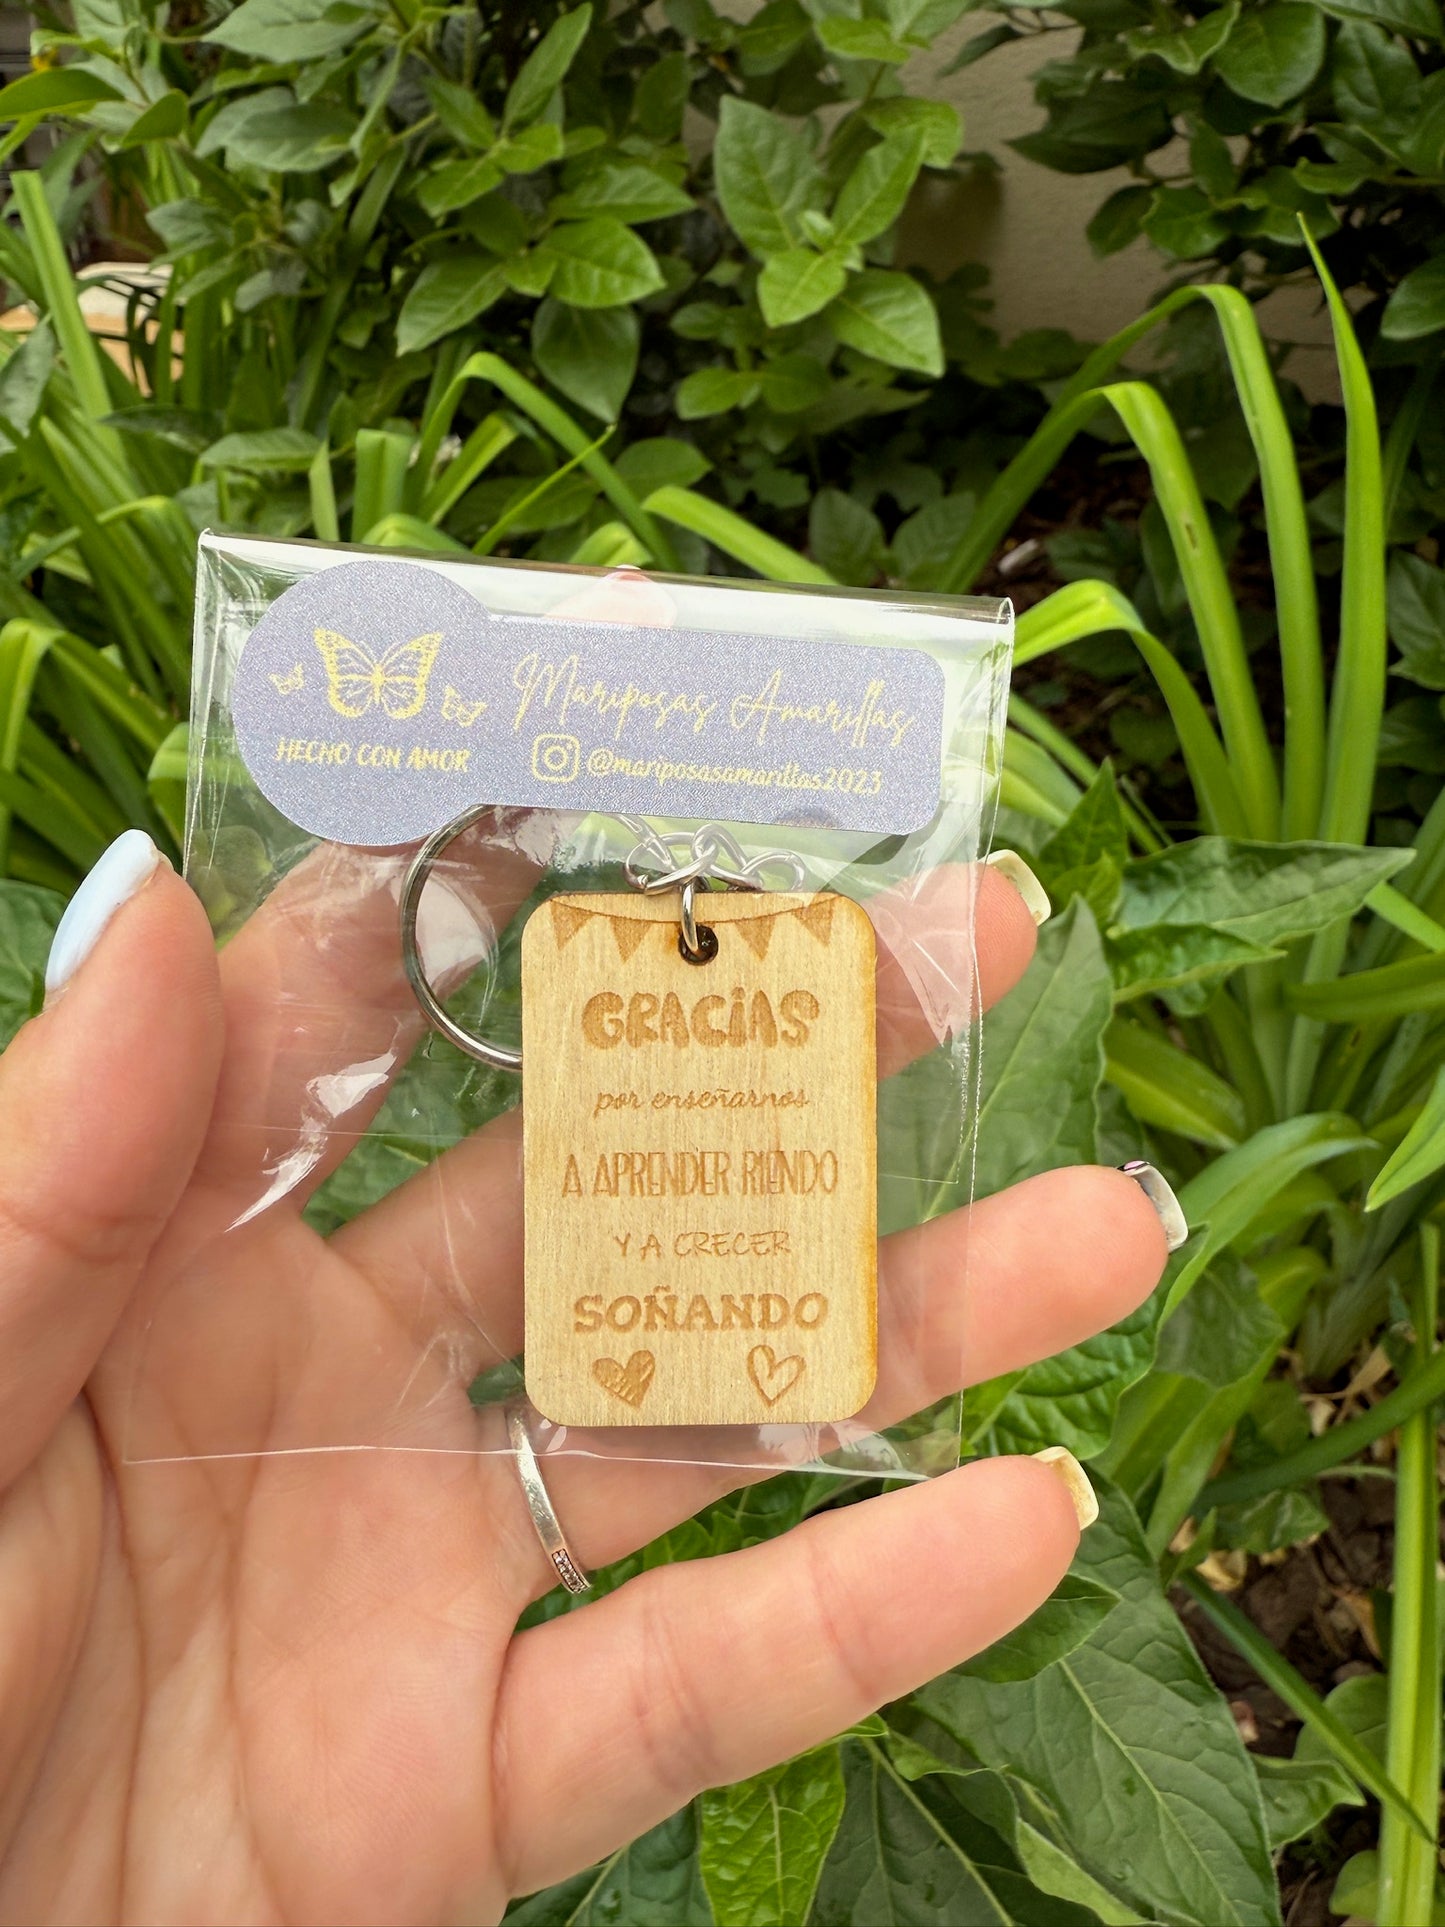 Mariposas Amarillas
HECHO CON AMOR
@mariposasamarillas2023
GRACiAS
por enseñarnos
A APRENDER RIENDO
Y A CRECER
SOÑANDO